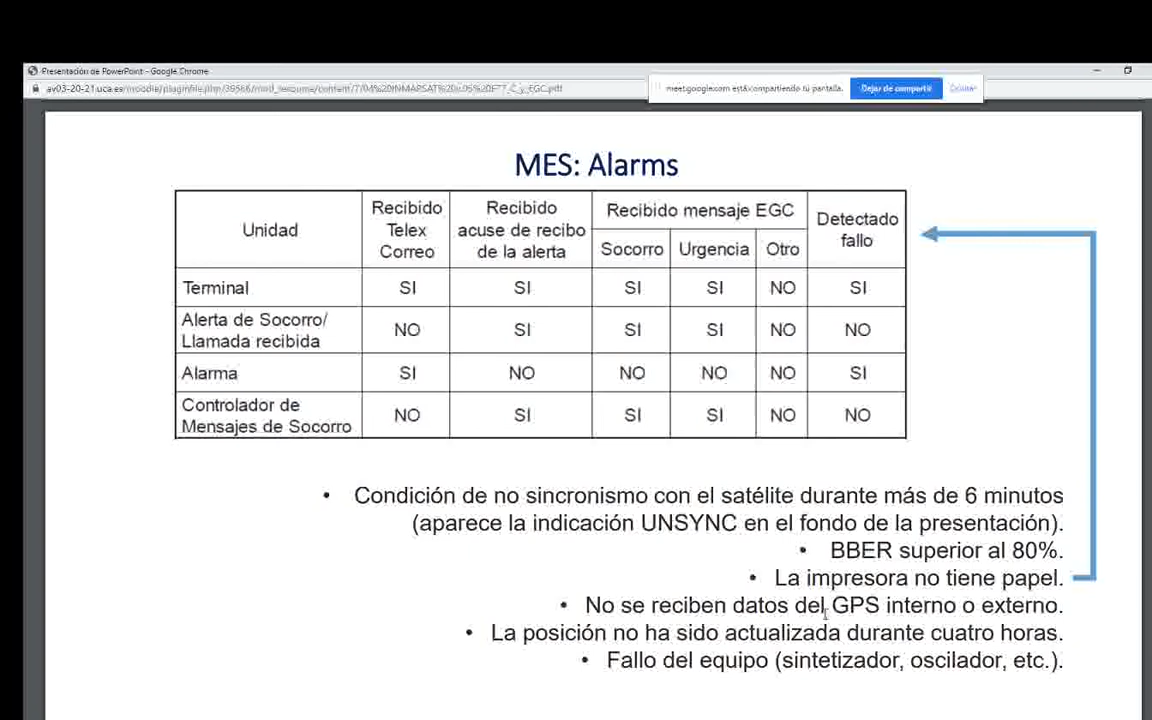 Presentación de PowerPoint - Google Chrome
meet.google.com está compartiendo tu pantalla.
Dejar de compartir
Ocultar
MES: Alarms
Unidad
Recibido Telex Correo
Recibido acuse de recibo de la alerta
Recibido mensaje EGC
Detectado fallo
Socorro Urgencia Otro
Terminal SI SI SI SI NO SI
Alerta de Socorro/ Llamada recibida NO SI SI SI NO NO
Alarma SI NO NO NO NO SI
Controlador de Mensajes de Socorro NO SI SI SI NO NO
• Condición de no sincronismo con el satélite durante más de 6 minutos
(aparece la indicación UNSYNC en el fondo de la presentación).
• BBER superior al 80%.
• La impresora no tiene papel.
• No se reciben datos del GPS interno o externo.
• La posición no ha sido actualizada durante cuatro horas.
• Fallo del equipo (sintetizador, oscilador, etc.).